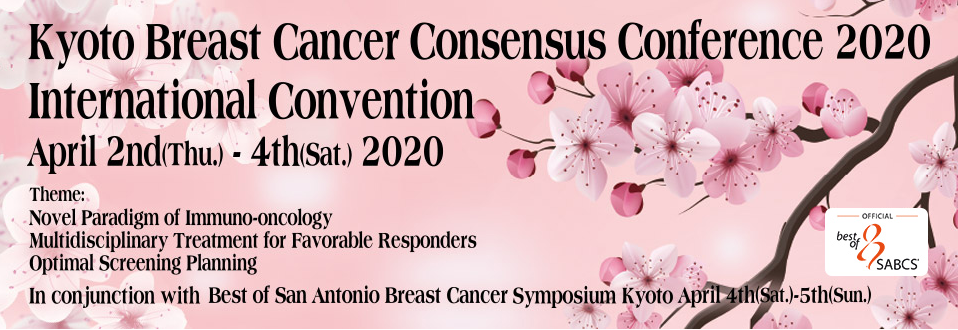 Kyoto Breast Cancer Consensus Conference 2020
International Convention
April 2nd(Thu.) - 4th(Sat.) 2020
Theme:
Novel Paradigm of Immuno-oncology
Multidisciplinary Treatment for Favorable Responders
Optimal Screening Planning
OFFICIAL
best of
SABCS
In conjunction with Best of San Antonio Breast Cancer Symposium Kyoto April 4th(Sat.)-5th(Sun.)